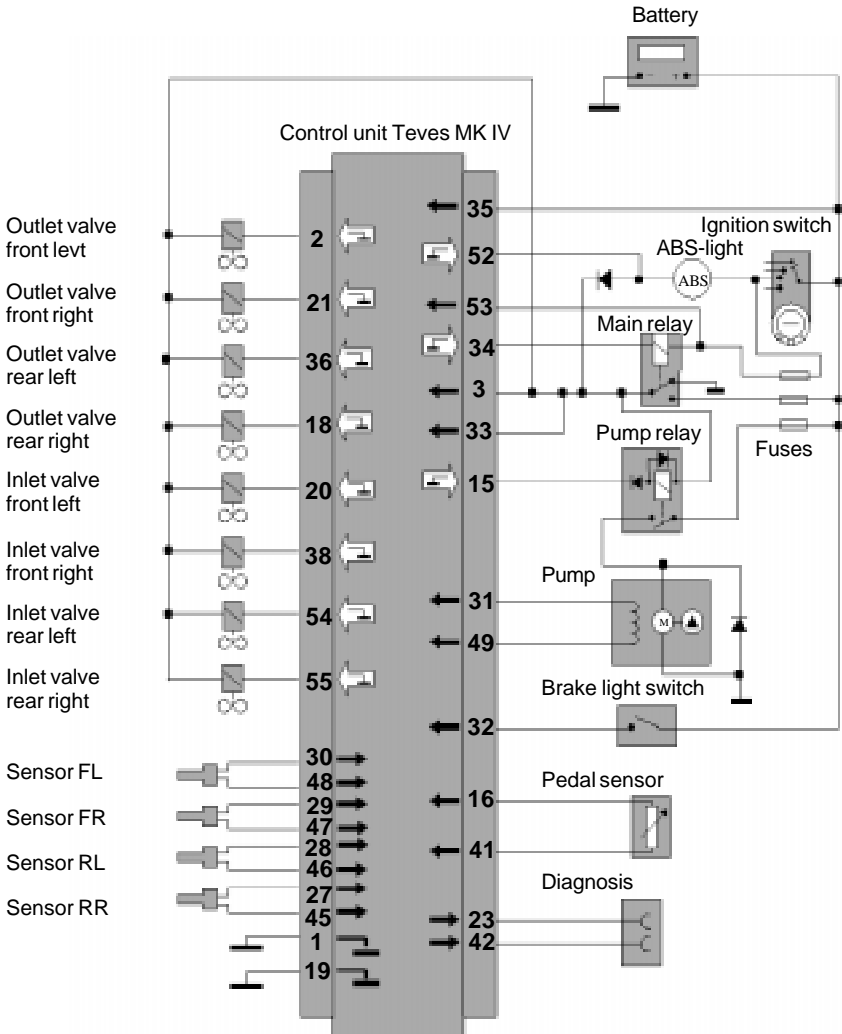 Battery
Control unit Teves MK IV
Outlet valve
front levt
Outlet valve
front right
Outlet valve
rear left
Outlet valve
rear right
Inlet valve
front left
Inlet valve
front right
Inlet valve
rear left
Inlet valve
rear right
Sensor FL
Sensor FR
Sensor RL
Sensor RR
2
21
36
18
20
38
54
55
30
48
29
47
28
46
27
45
1
19
35
52
53
34
3
33
15
31
49
32
16
41
23
42
Ignition switch
ABS-light
ABS
Main relay
Pump relay
Fuses
Pump
M
Brake light switch
Pedal sensor
Diagnosis